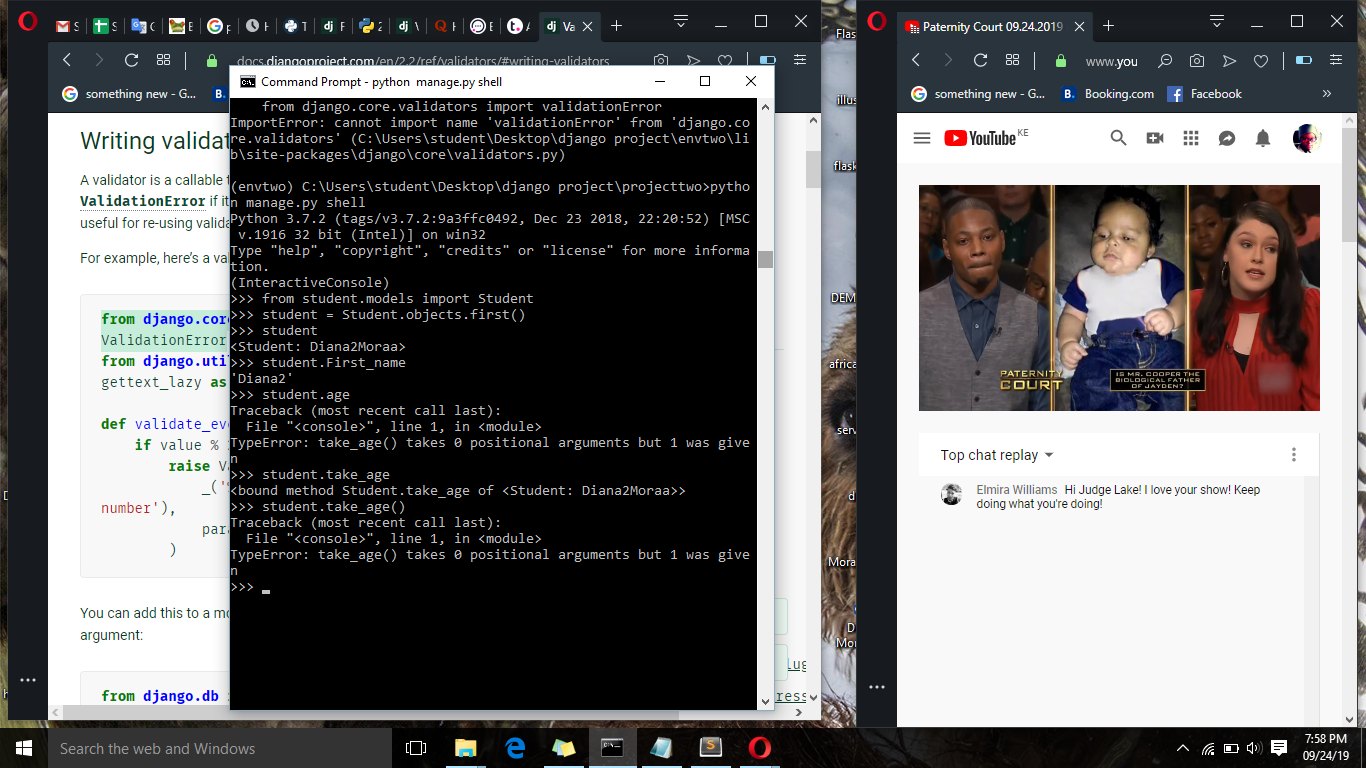 S
S
G
B
G p
H
T
dj F
2
dj V
Q H
E
t, A
dj Va
docs.djangoproject.com/en/2.2/ref/validators/#writing-validators
something new - G...
B.
Writing valida
A validator is a callable
ValidationError if i
useful for re-using valid
For example, here's a va
from django.cor
ValidationError
from django.uti
gettext_lazy as
def validate_ev
if value %
raise V
_('
number'),
par
)
You can add this to a m
argument:
from django.db
Command Prompt - python manage.py shell
from django.core.validators import validationError
ImportError: cannot import name 'validationError' from 'django.co
re.validators' (C:\Users\student\Desktop\django project\envtwo\li
b\site-packages\django\core\validators.py)
(envtwo) C:\Users\student\Desktop\django project\projecttwo>pytho
n manage.py shell
Python 3.7.2 (tags/v3.7.2:9a3ffc0492, Dec 23 2018, 22:20:52) [MSC
v.1916 32 bit (Intel)] on win32
Type "help", "copyright", "credits" or "license" for more informa
tion.
(InteractiveConsole)
>>> from student.models import Student
>>> student = Student.objects.first()
>>> student
<Student: Diana2Moraa>
>>> student.First_name
'Diana2'
>>> student.age
Traceback (most recent call last):
File "<console>", line 1, in <module>
TypeError: take_age() takes 0 positional arguments but 1 was give
n
>>> student.take_age
<bound method Student.take_age of <Student: Diana2Moraa>>
>>> student.take_age()
Traceback (most recent call last):
File "<console>", line 1, in <module>
TypeError: take_age() takes 0 positional arguments but 1 was give
n
>>>
lug
ress
Flas
illus
flask
DEM
africa
serv
d
Mora
D
Mor
Paternity Court 09.24.2019
www.you
something new - G...
B. Booking.com
Facebook
»
YouTube KE
PATERNITY
COURT
IS MR. COOPER THE
BIOLOGICAL FATHER
OF JAYDEN?
Top chat replay
Elmira Williams Hi Judge Lake! I love your show! Keep
doing what you're doing!
Search the web and Windows
7:58 PM
09/24/19